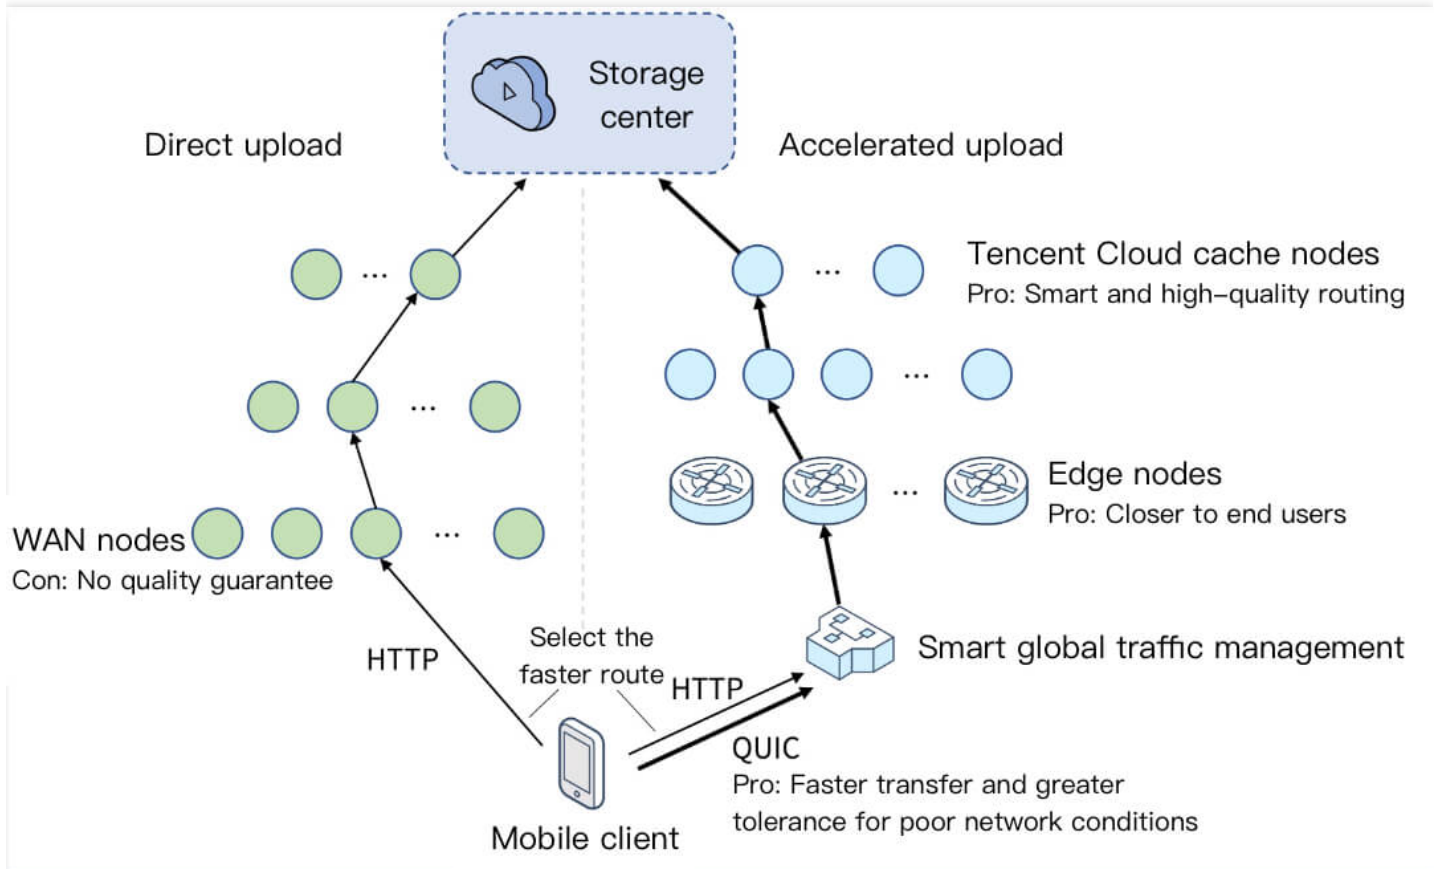 Storage
center
Direct upload
Accelerated upload
Tencent Cloud cache nodes
Pro: Smart and high-quality routing
...
...
...
...
Edge nodes
Pro: Closer to end users
...
WAN nodes
...
Con: No quality guarantee
Select the
faster route
Smart global traffic management
HTTP
HTTP
QUIC
Pro: Faster transfer and greater
tolerance for poor network conditions
Mobile client